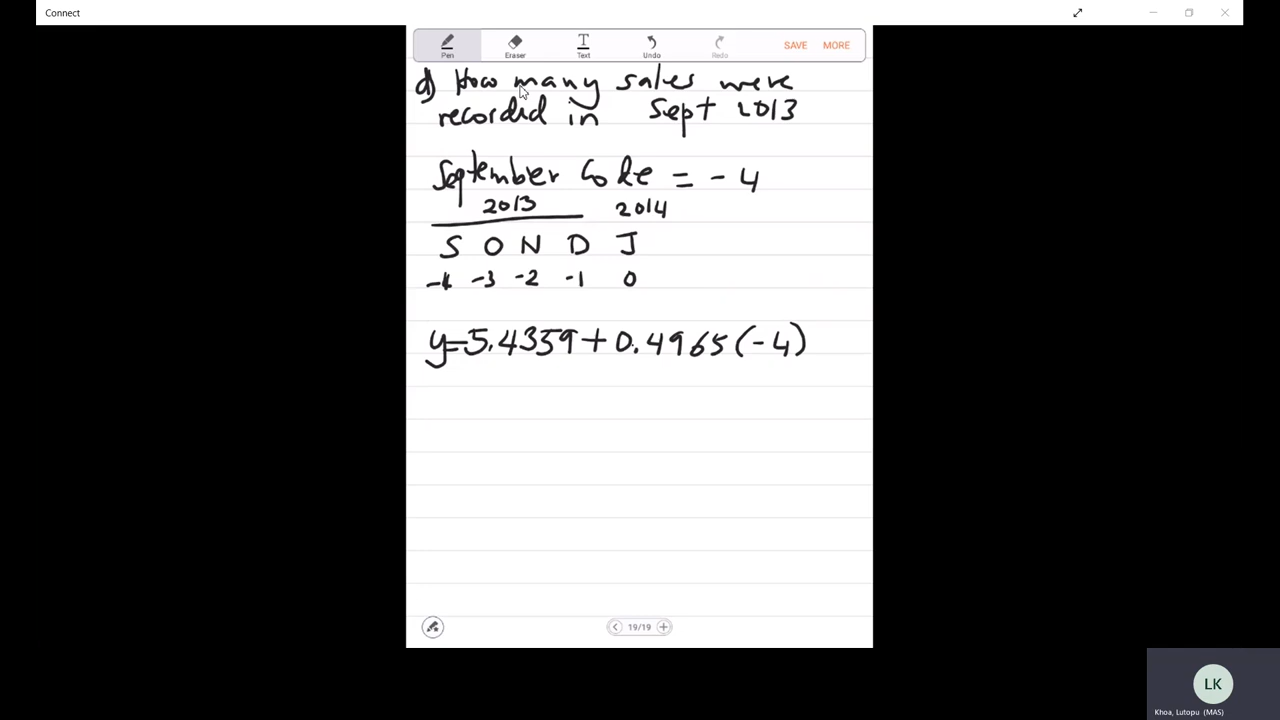 Connect
Pen Eraser Text Undo Redo SAVE MORE
d) How many sales were
recorded in Sept 2013
September Code = -4
2013 2014
S O N D J
-4 -3 -2 -1 0
y=5.4359+0.4965(-4)
19/19
LK
Khoa, Lutopu (MAS)